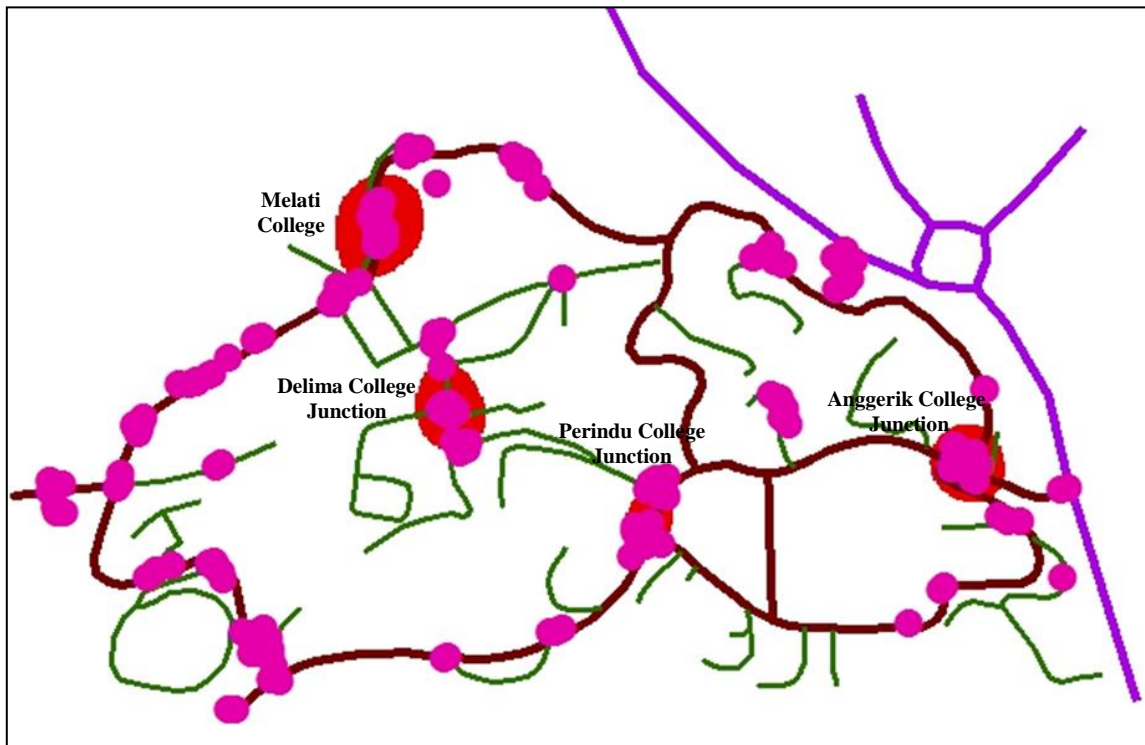 Melati
College
Delima College
Junction
Perindu College
Junction
Anggerik College
Junction